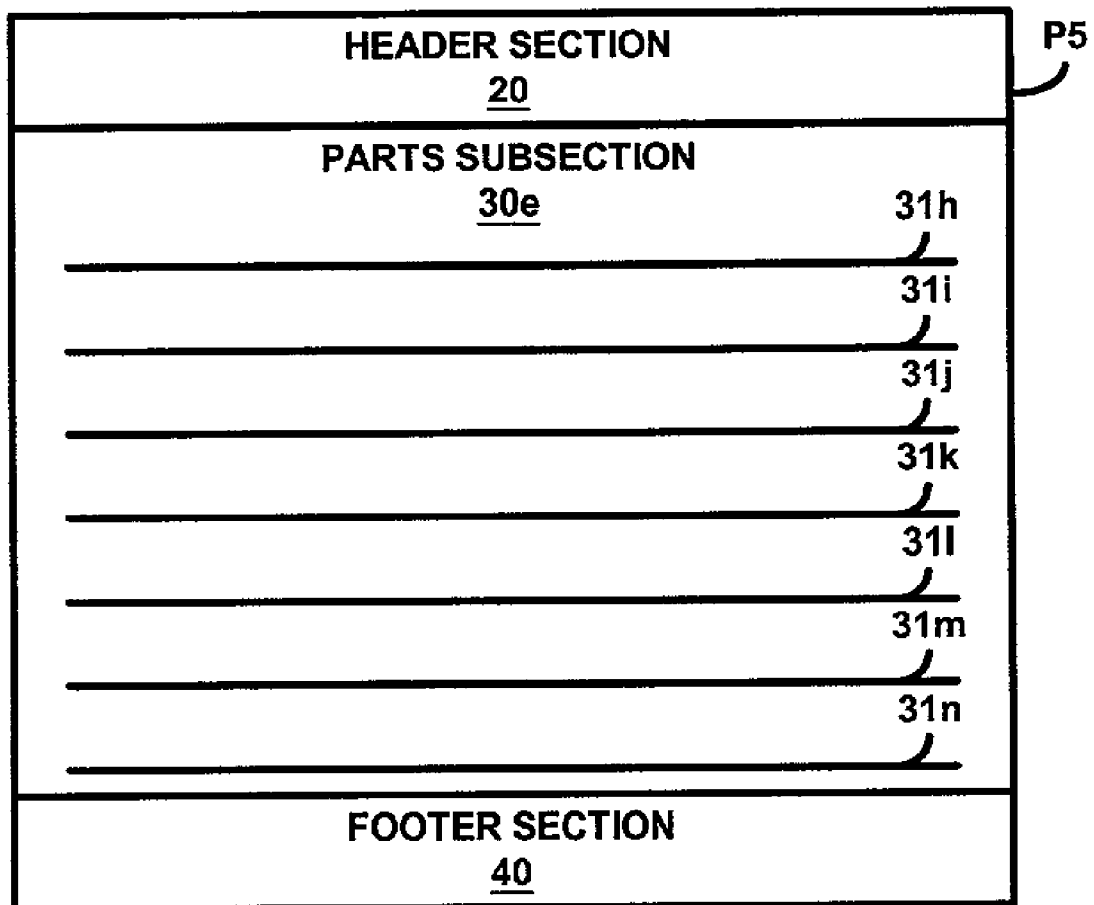 HEADER SECTION
20
P5
PARTS SUBSECTION
30e
31h
31i
31j
31k
31l
31m
31n
FOOTER SECTION
40